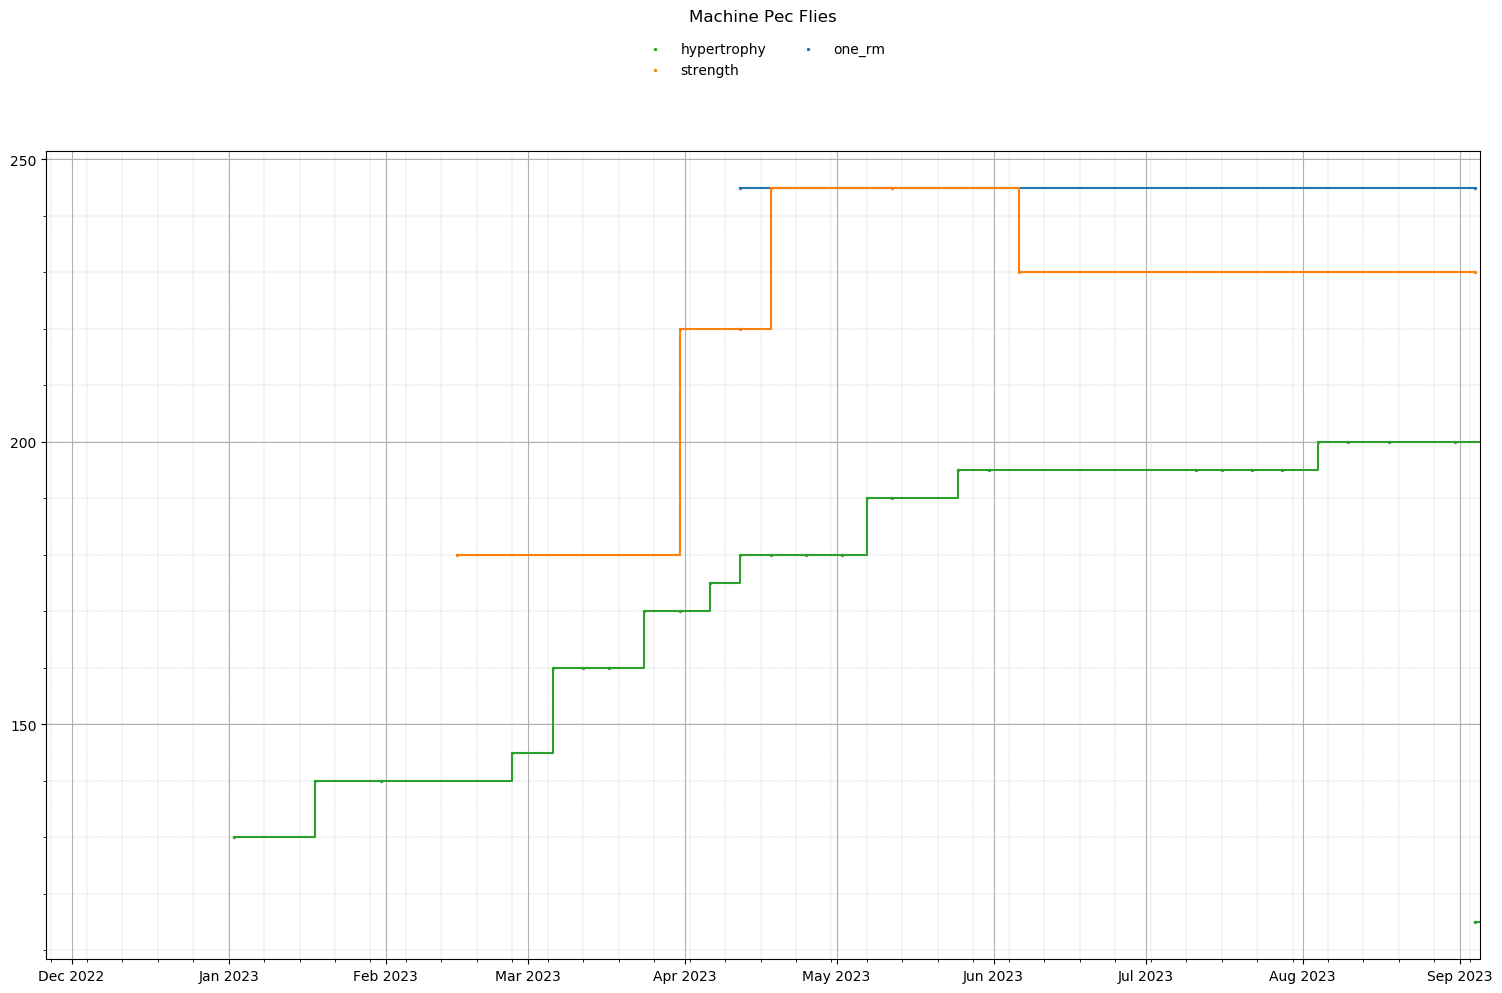 Machine Pec Flies
hypertrophy
one_rm
strength
250
200
150
Dec 2022
Jan 2023
Feb 2023
Mar 2023
Apr 2023
May 2023
Jun 2023
Jul 2023
Aug 2023
Sep 2023